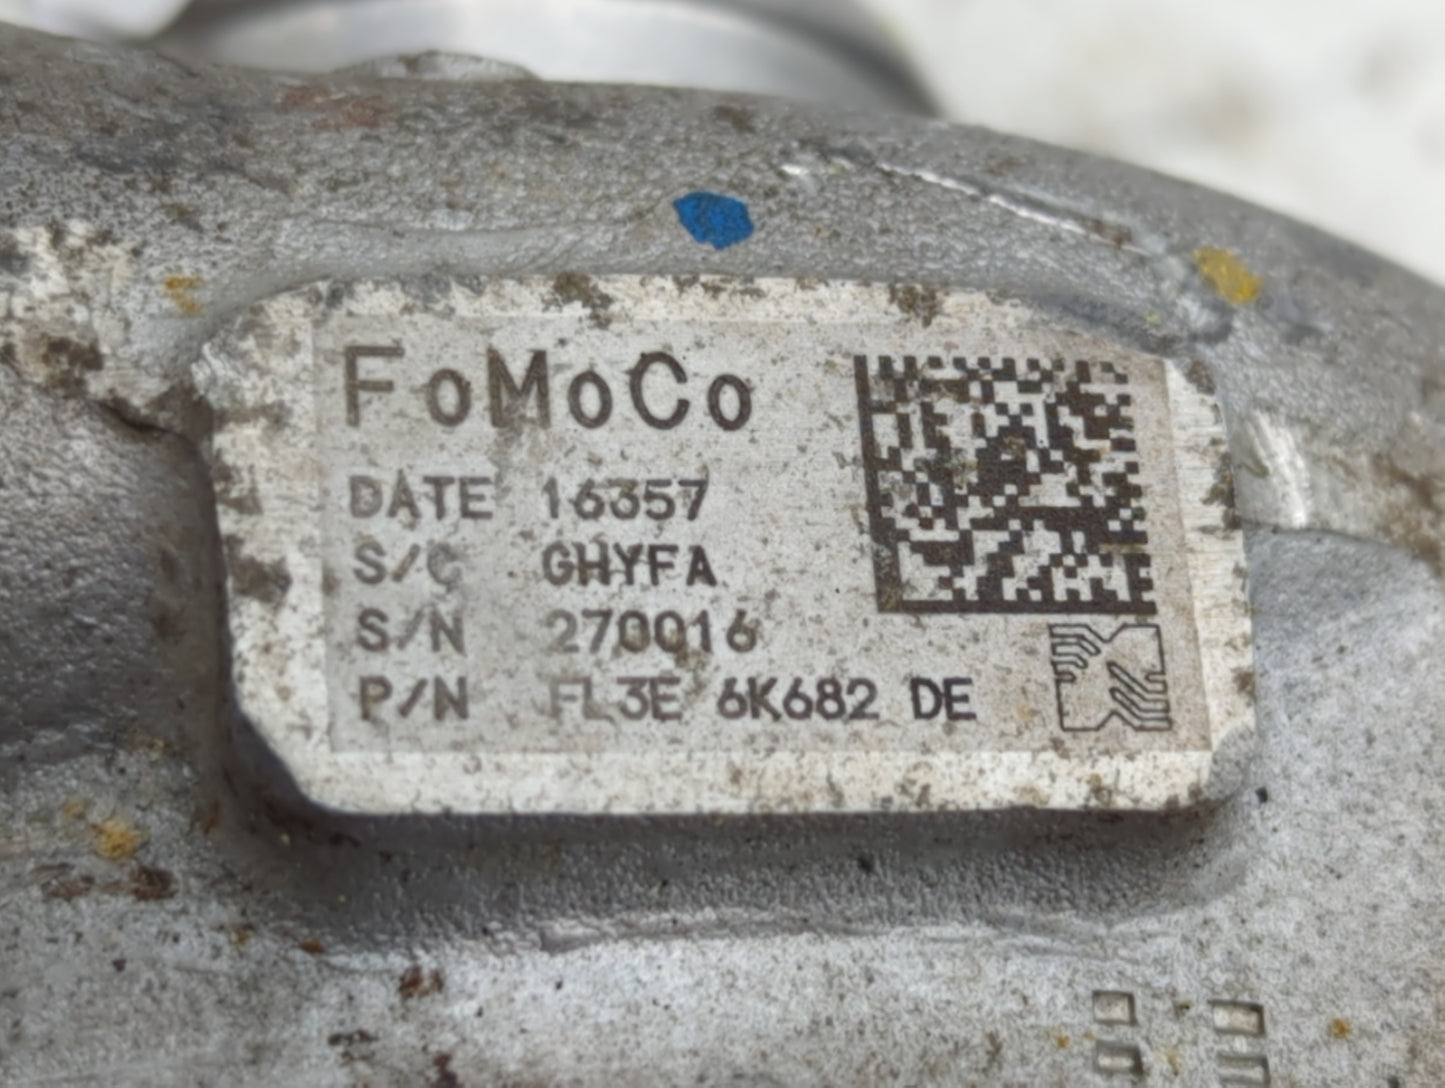 FoMoCo
DATE 16357
S/C GHYFA
S/N 270016
P/N FL3E 6K682 DE